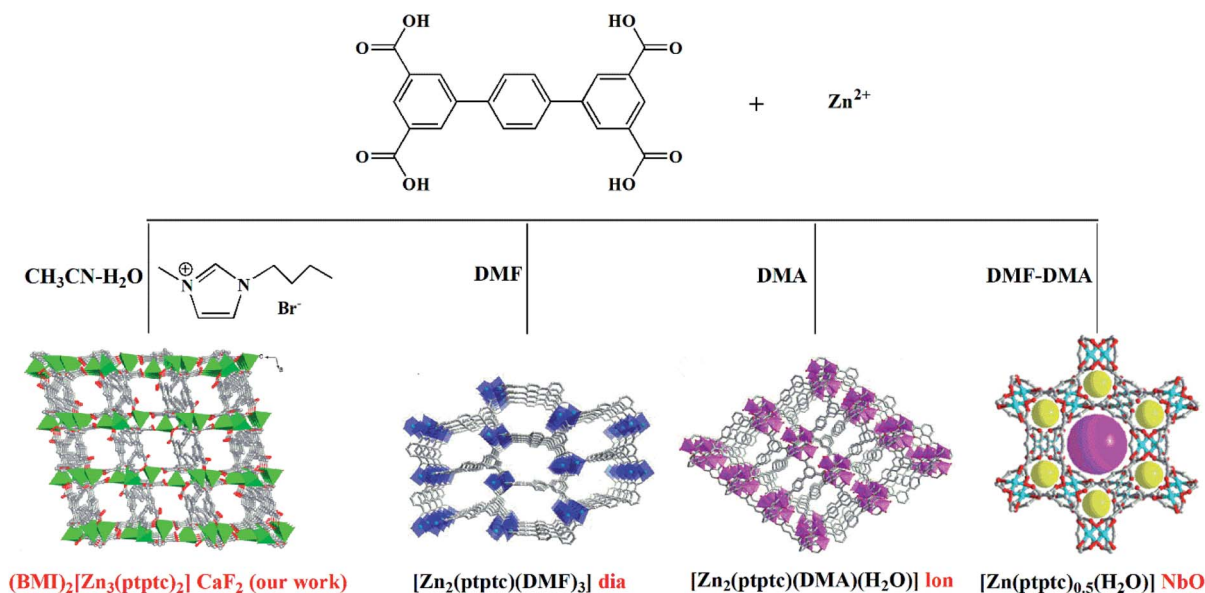 OH HO
O O
O O
OH HO
+ Zn²⁺
CH₃CN-H₂O
N ⊕ N
Br⁻
DMF
DMA
DMF-DMA
(BMI)₂[Zn₃(ptptc)₂] CaF₂ (our work)
[Zn₂(ptptc)(DMF)₃] dia
[Zn₂(ptptc)(DMA)(H₂O)] lon
[Zn(ptptc)₀.₅(H₂O)] NbO